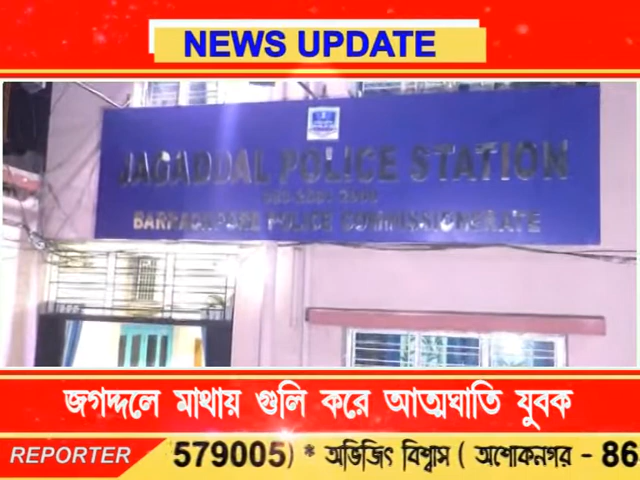 NEWS UPDATE
JAGADDAL POLICE STATION
BARRACKPORE POLICE COMMISSIONERATE
জগদ্দলে মাথায় গুলি করে আত্মঘাতি যুবক
REPORTER 579005) * অভিজিৎ বিশ্বাস ( অশোকনগর - 86